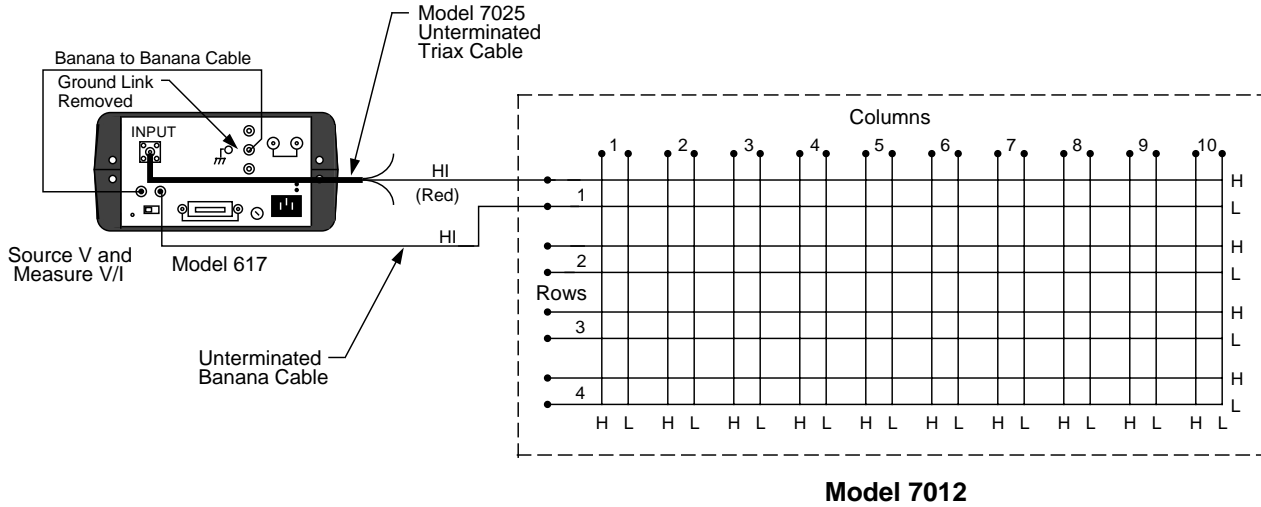 Model 7025
Unterminated
Triax Cable
Banana to Banana Cable
Ground Link
Removed
INPUT
HI
(Red)
HI
Source V and
Measure V/I
Model 617
Unterminated
Banana Cable
Columns
1 2 3 4 5 6 7 8 9 10
1
H
L
2
H
L
Rows
3
H
L
4
H
L
H L H L H L H L H L H L H L H L H L H L
Model 7012